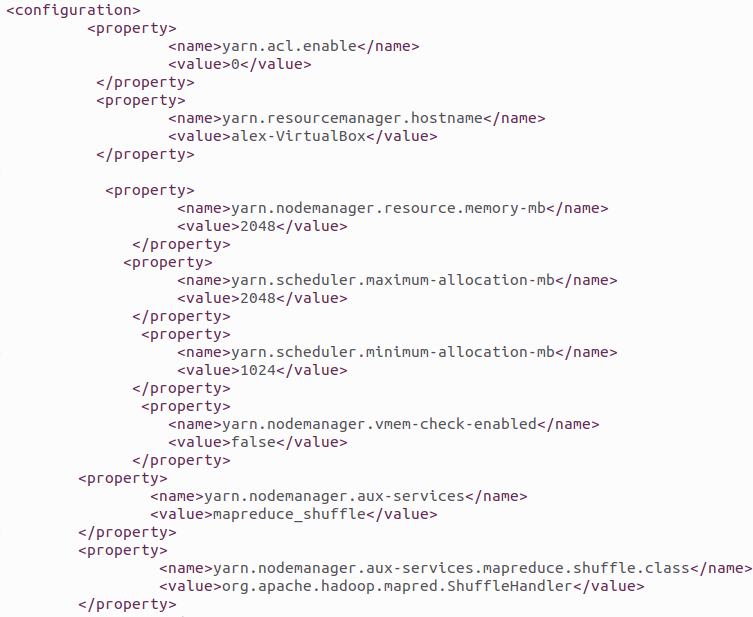 <configuration>
<property>
<name>yarn.acl.enable</name>
<value>0</value>
</property>
<property>
<name>yarn.resourcemanager.hostname</name>
<value>alex-VirtualBox</value>
</property>
<property>
<name>yarn.nodemanager.resource.memory-mb</name>
<value>2048</value>
</property>
<property>
<name>yarn.scheduler.maximum-allocation-mb</name>
<value>2048</value>
</property>
<property>
<name>yarn.scheduler.minimum-allocation-mb</name>
<value>1024</value>
</property>
<property>
<name>yarn.nodemanager.vmem-check-enabled</name>
<value>false</value>
</property>
<property>
<name>yarn.nodemanager.aux-services</name>
<value>mapreduce_shuffle</value>
</property>
<property>
<name>yarn.nodemanager.aux-services.mapreduce.shuffle.class</name>
<value>org.apache.hadoop.mapred.ShuffleHandler</value>
</property>